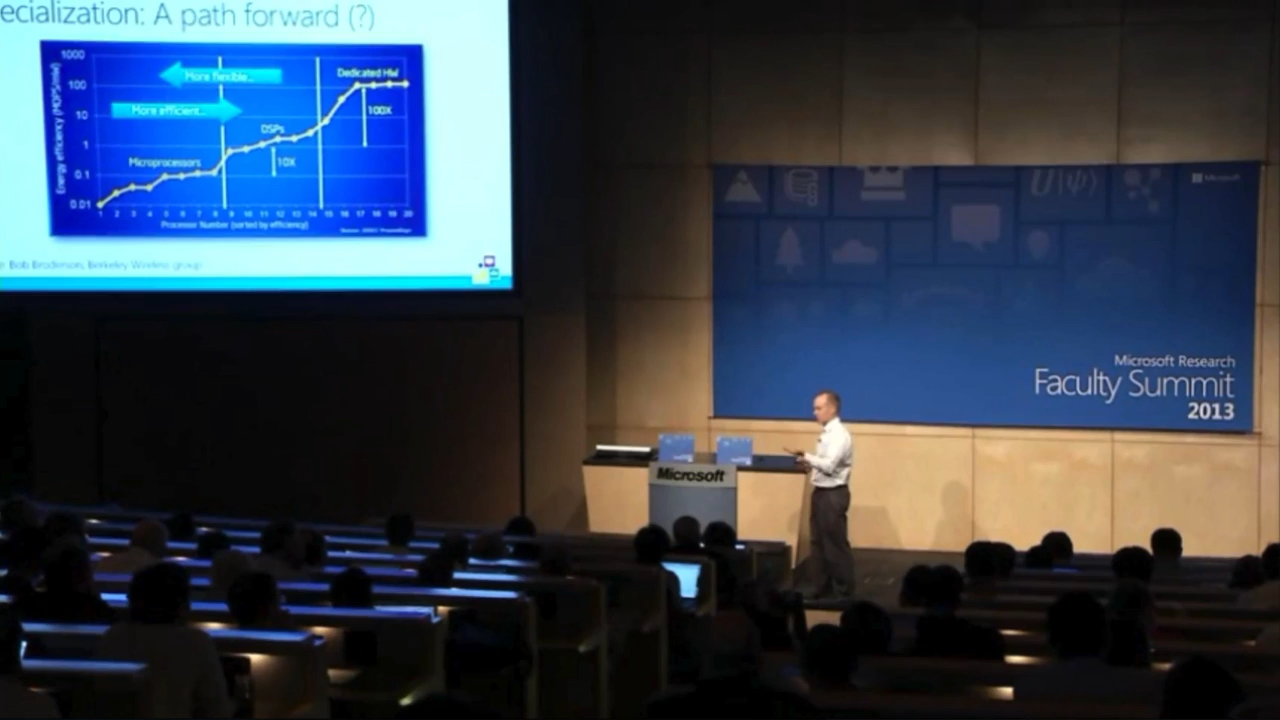 ecialization: A path forward (?)
1000
100
10
1
0.1
0.01
Energy efficiency (MOPS/mW)
More flexible...
More efficient...
Dedicated HW
100X
DSPs
10X
Microprocessors
1 2 3 4 5 6 7 8 9 10 11 12 13 14 15 16 17 18 19 20
Processor Number (sorted by efficiency)
Bob Broderson, Berkeley Wireless group
U|ψ⟩
Microsoft
Microsoft Research
Faculty Summit
2013
Microsoft